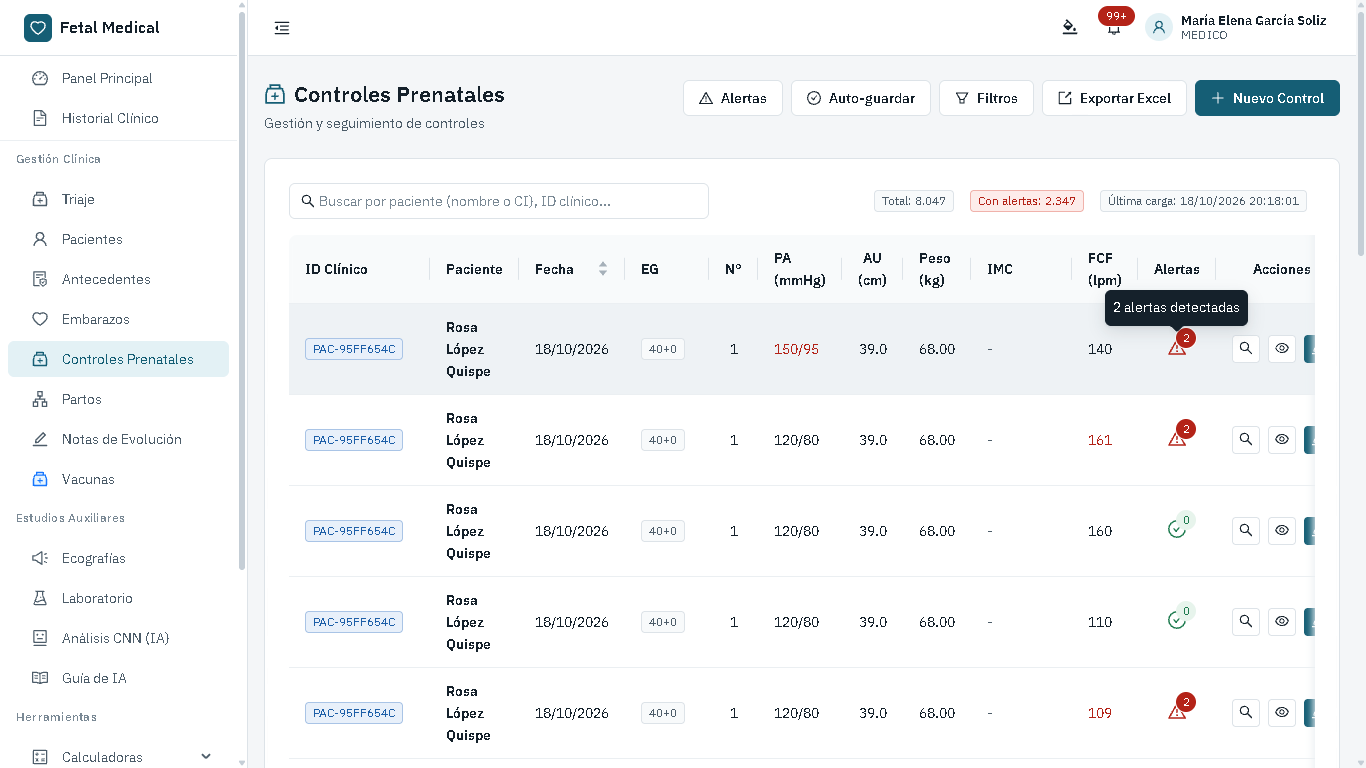 Fetal Medical
99+
María Elena García Soliz
MEDICO
Panel Principal
Historial Clínico
Gestión Clínica
Triaje
Pacientes
Antecedentes
Embarazos
Controles Prenatales
Partos
Notas de Evolución
Vacunas
Estudios Auxiliares
Ecografías
Laboratorio
Análisis CNN (IA)
Guía de IA
Herramientas
Calculadoras
Controles Prenatales
Gestión y seguimiento de controles
Alertas
Auto-guardar
Filtros
Exportar Excel
Nuevo Control
Buscar por paciente (nombre o CI), ID clínico...
Total: 8.047
Con alertas: 2.347
Última carga: 18/10/2026 20:18:01
ID Clínico Paciente Fecha EG Nº PA (mmHg) AU (cm) Peso (kg) IMC FCF (lpm) Alertas Acciones
2 alertas detectadas
PAC-95FF654C Rosa López Quispe 18/10/2026 40+0 1 150/95 39.0 68.00 - 140 2
PAC-95FF654C Rosa López Quispe 18/10/2026 40+0 1 120/80 39.0 68.00 - 161 2
PAC-95FF654C Rosa López Quispe 18/10/2026 40+0 1 120/80 39.0 68.00 - 160 0
PAC-95FF654C Rosa López Quispe 18/10/2026 40+0 1 120/80 39.0 68.00 - 110 0
PAC-95FF654C Rosa López Quispe 18/10/2026 40+0 1 120/80 39.0 68.00 - 109 2